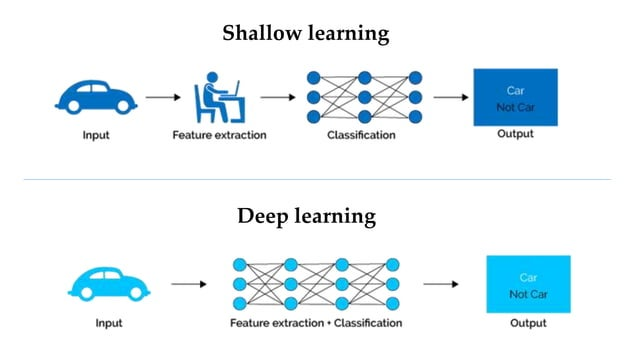 Shallow learning
Car
Not Car
Input
Feature extraction
Classification
Output
Deep learning
Car
Not Car
Input
Feature extraction + Classification
Output